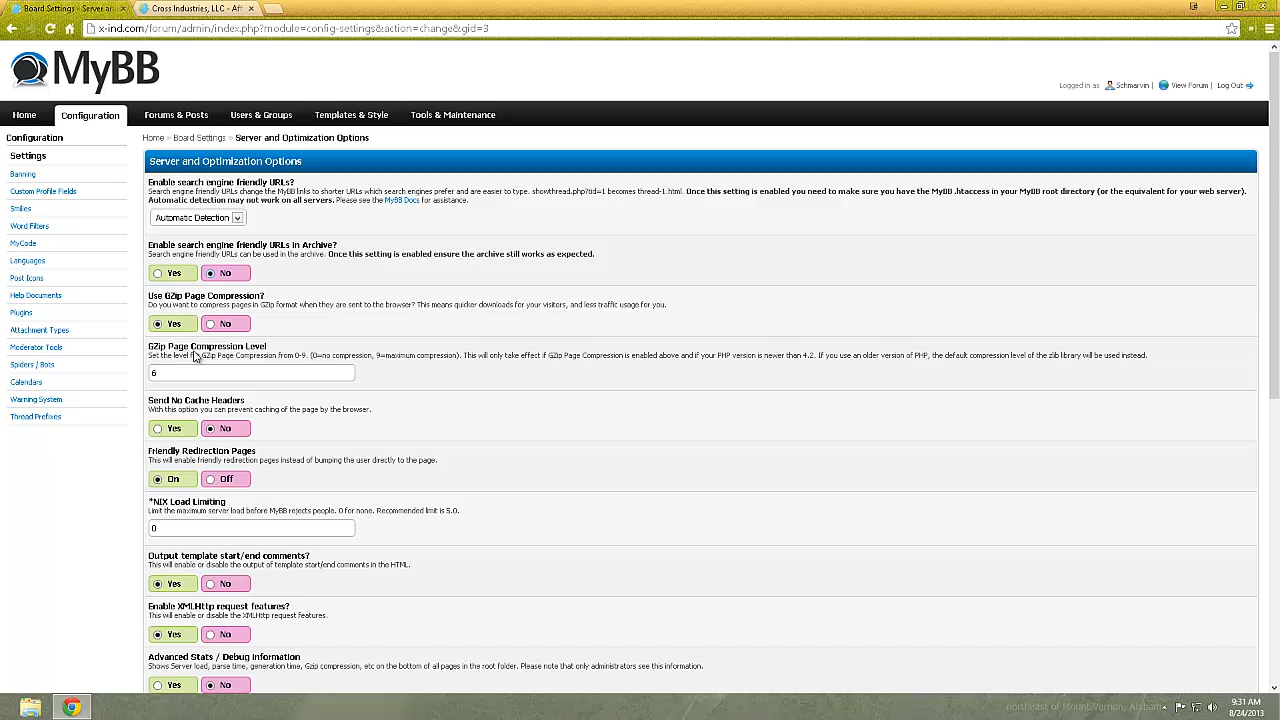 Board Settings - Server ar
Cross Industries, LLC - Aff
x-ind.com/forum/admin/index.php?module=config-settings&action=change&gid=3
MyBB
Logged in as Schmarvin | View Forum | Log Out
Home Configuration Forums & Posts Users & Groups Templates & Style Tools & Maintenance
Configuration
Home » Board Settings » Server and Optimization Options
Settings
Banning
Custom Profile Fields
Smilies
Word Filters
MyCode
Languages
Post Icons
Help Documents
Plugins
Attachment Types
Moderator Tools
Spiders / Bots
Calendars
Warning System
Thread Prefixes
Server and Optimization Options
Enable search engine friendly URLs?
Search engine friendly URLs change the MyBB links to shorter URLs which search engines prefer and are easier to type. showthread.php?tid=1 becomes thread-1.html. Once this setting is enabled you need to make sure you have the MyBB .htaccess in your MyBB root directory (or the equivalent for your web server).
Automatic detection may not work on all servers. Please see the MyBB Docs for assistance.
Automatic Detection
Enable search engine friendly URLs in Archive?
Search engine friendly URLs can be used in the archive. Once this setting is enabled ensure the archive still works as expected.
Yes No
Use GZip Page Compression?
Do you want to compress pages in GZip format when they are sent to the browser? This means quicker downloads for your visitors, and less traffic usage for you.
Yes No
GZip Page Compression Level
Set the level for GZip Page Compression from 0-9. (0=no compression, 9=maximum compression). This will only take effect if GZip Page Compression is enabled above and if your PHP version is newer than 4.2. If you use an older version of PHP, the default compression level of the zlib library will be used instead.
6
Send No Cache Headers
With this option you can prevent caching of the page by the browser.
Yes No
Friendly Redirection Pages
This will enable friendly redirection pages instead of bumping the user directly to the page.
On Off
*NIX Load Limiting
Limit the maximum server load before MyBB rejects people. 0 for none. Recommended limit is 5.0.
0
Output template start/end comments?
This will enable or disable the output of template start/end comments in the HTML.
Yes No
Enable XMLHttp request features?
This will enable or disable the XMLHttp request features.
Yes No
Advanced Stats / Debug information
Shows Server load, parse time, generation time, Gzip compression, etc on the bottom of all pages in the root folder. Please note that only administrators see this information.
Yes No
northeast of Mount Vernon, Alabam
9:31 AM
8/24/2013